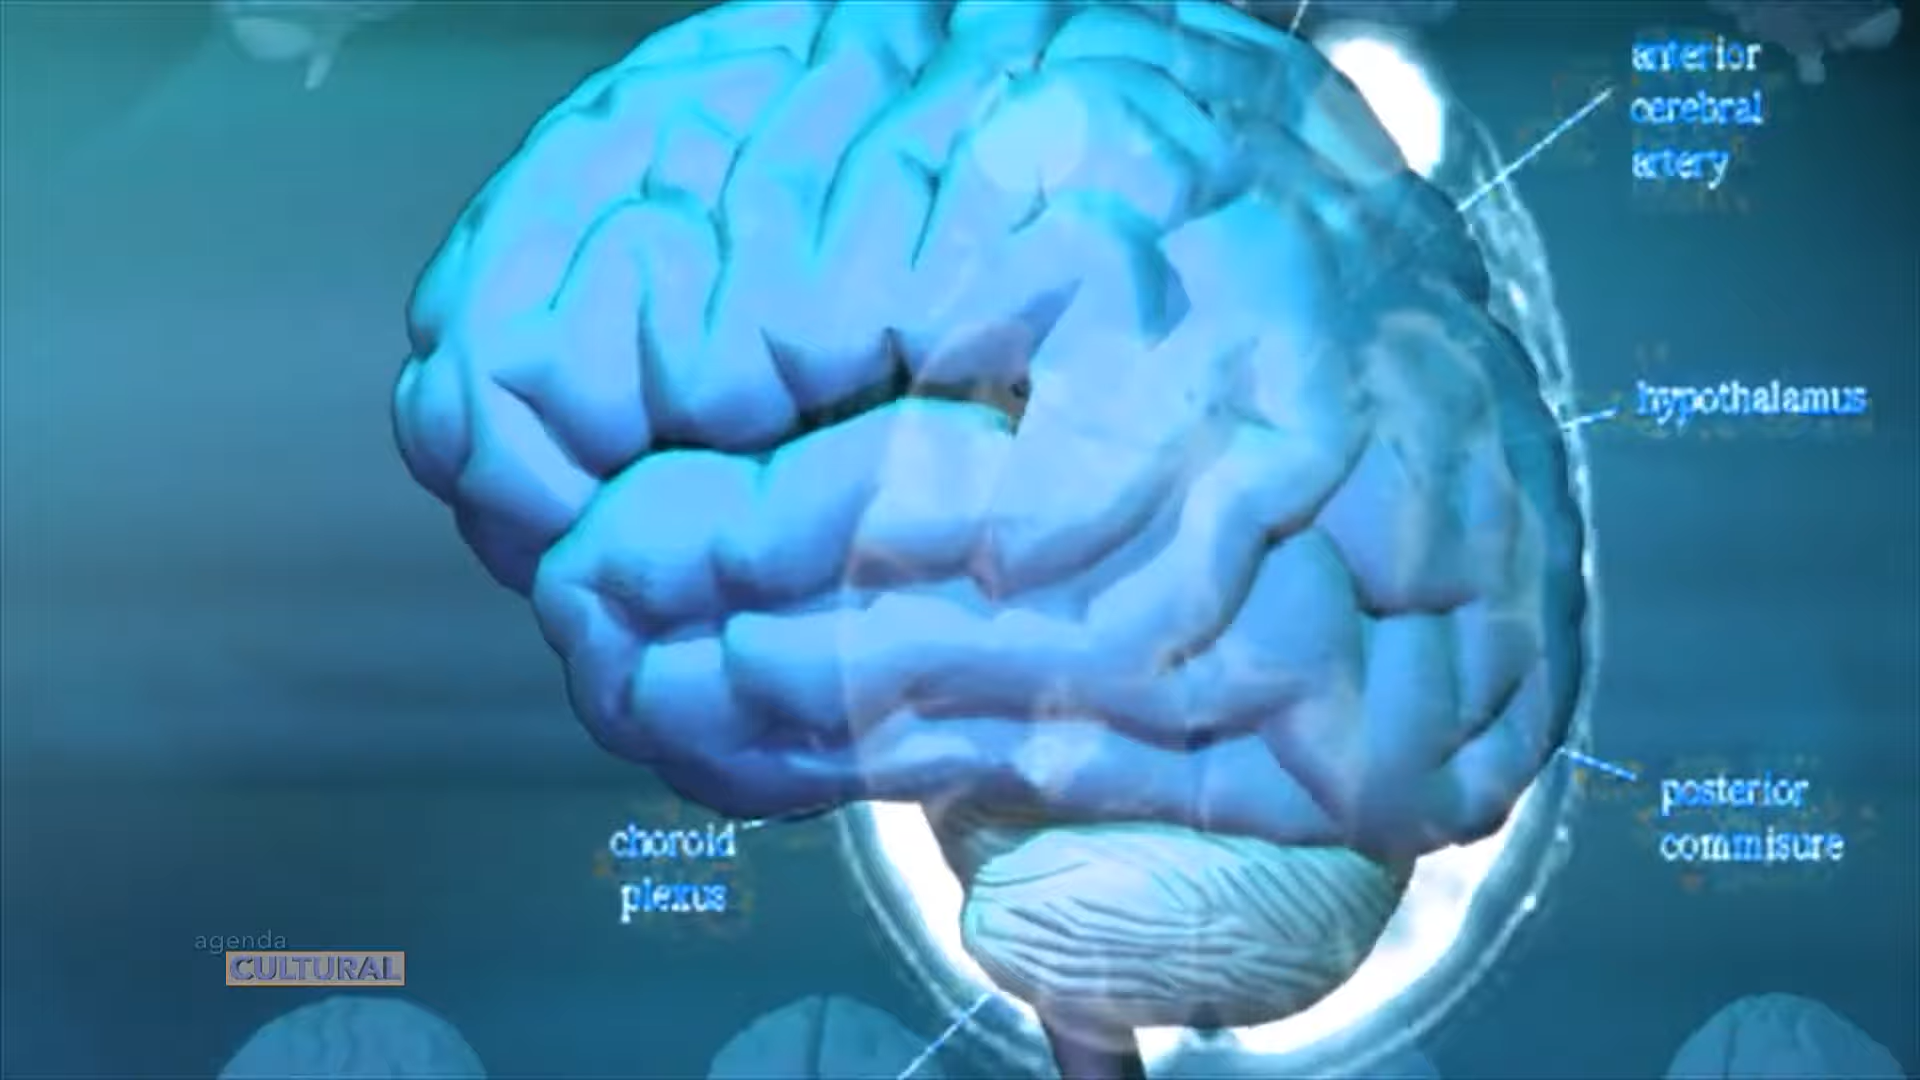 anterior
cerebral
artery
hypothalamus
posterior
commisure
choroid
plexus
agenda
CULTURAL